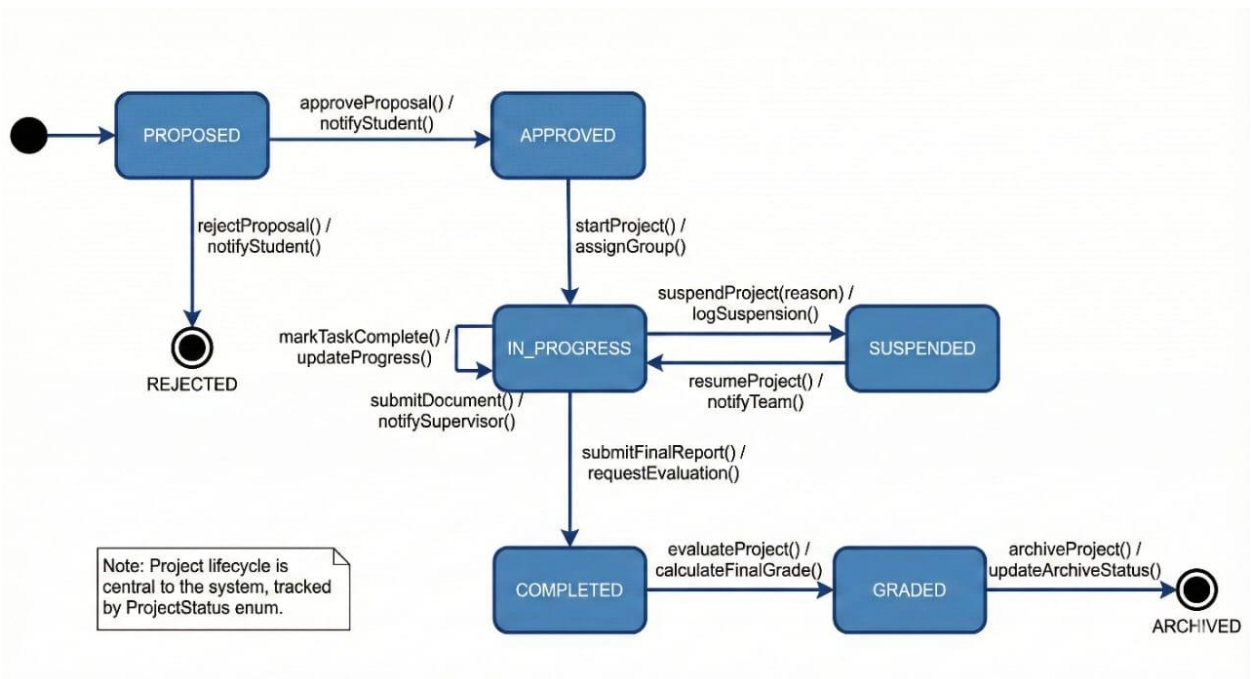 approveProposal() /
notifyStudent()
PROPOSED
APPROVED
rejectProposal() /
notifyStudent()
startProject() /
assignGroup()
suspendProject(reason) /
logSuspension()
markTaskComplete() /
updateProgress()
IN_PROGRESS
SUSPENDED
REJECTED
resumeProject() /
notifyTeam()
submitDocument() /
notifySupervisor()
submitFinalReport() /
requestEvaluation()
Note: Project lifecycle is
central to the system, tracked
by ProjectStatus enum.
COMPLETED
evaluateProject() /
calculateFinalGrade()
GRADED
archiveProject() /
updateArchiveStatus()
ARCHIVED